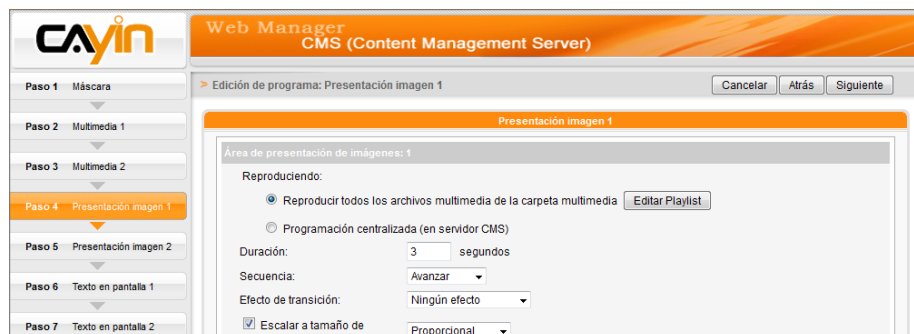 CAYIN
Web Manager
CMS (Content Management Server)
Paso 1 Máscara
Paso 2 Multimedia 1
Paso 3 Multimedia 2
Paso 4 Presentación imagen 1
Paso 5 Presentación imagen 2
Paso 6 Texto en pantalla 1
Paso 7 Texto en pantalla 2
» Edición de programa: Presentación imagen 1
Cancelar Atrás Siguiente
Presentación imagen 1
Área de presentación de imágenes: 1
Reproduciendo:
Reproducir todos los archivos multimedia de la carpeta multimedia Editar Playlist
Programación centralizada (en servidor CMS)
Duración: 3 segundos
Secuencia: Avanzar
Efecto de transición: Ningún efecto
Escalar a tamaño de Proporcional